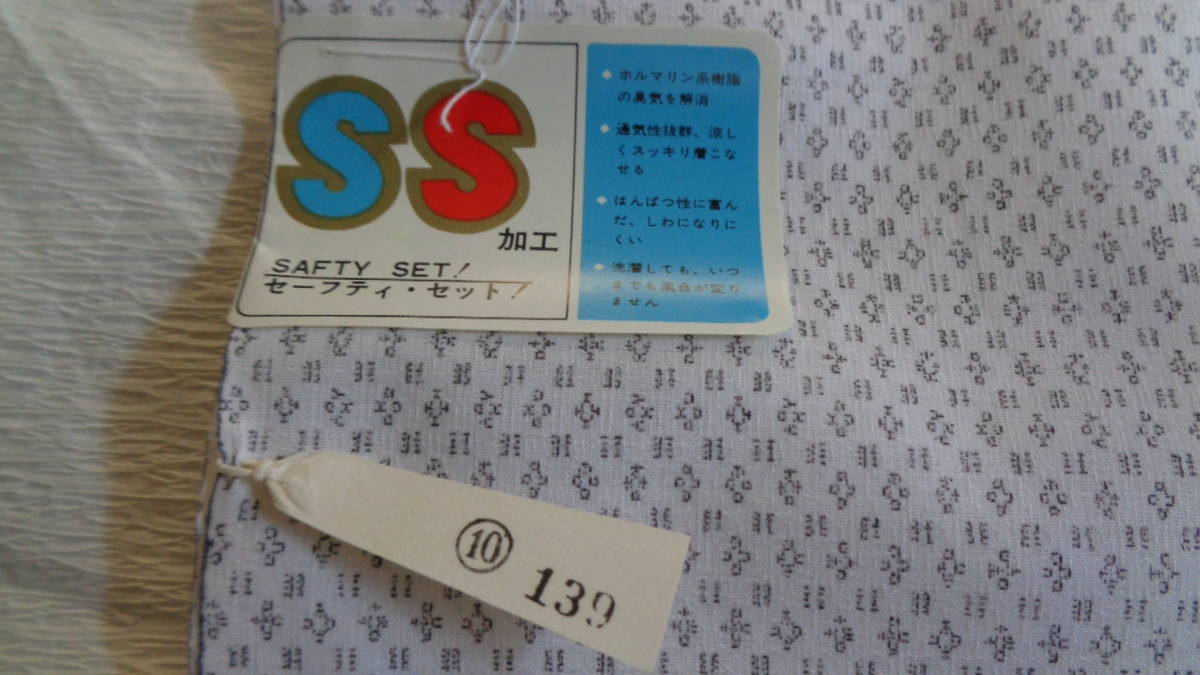 SS
加工
SAFTY SET!
セーフティ・セット!
◆ ホルマリン系樹脂
の臭気を解消
◆ 通気性抜群、涼し
くスッキリ着こな
せる
◆ はんぱつ性に富ん
だ、しわになりに
くい
◆ 洗濯しても、いつ
までも風合が変り
ません
⑩
139